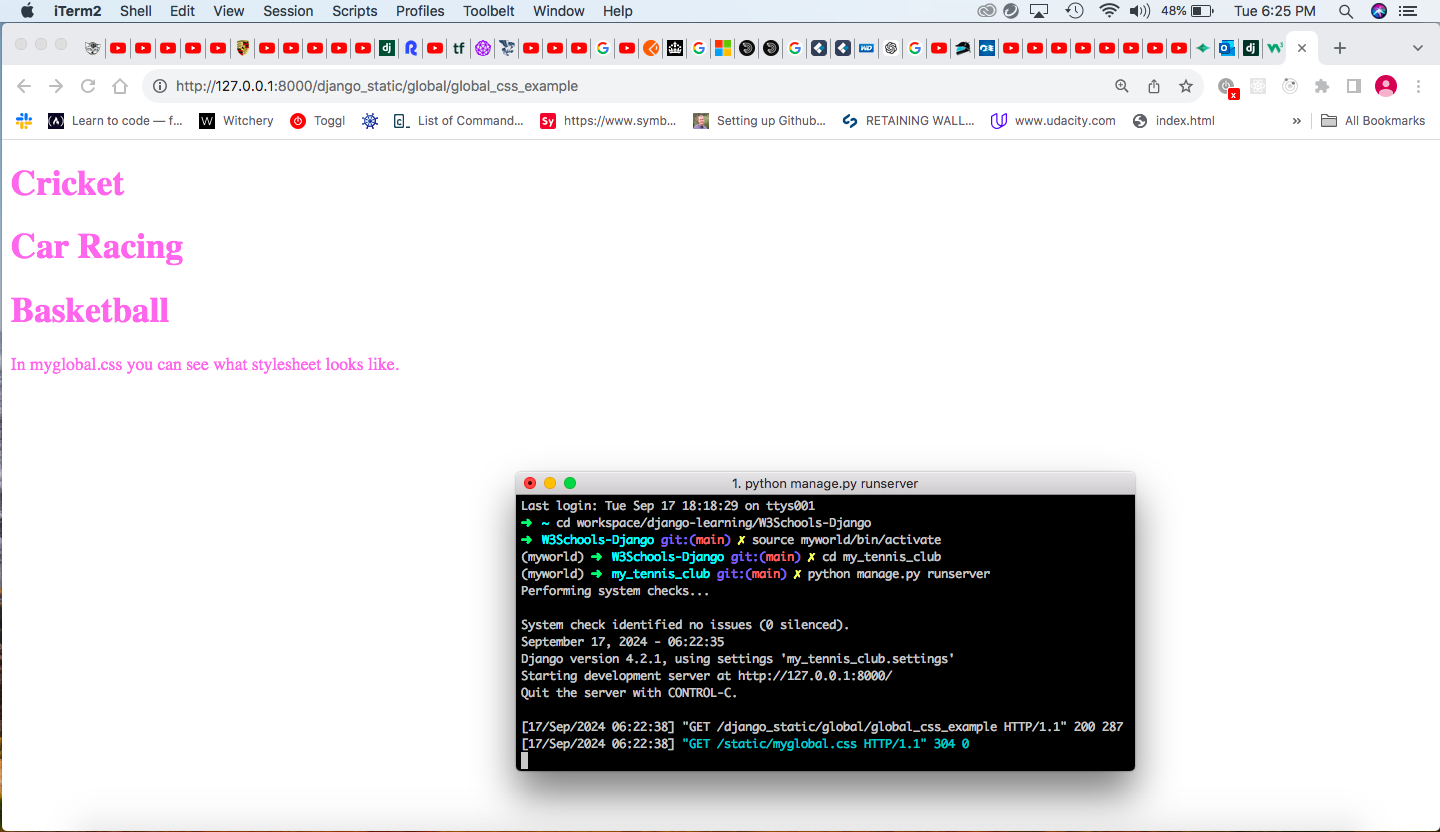 iTerm2 Shell Edit View Session Scripts Profiles Toolbelt Window Help 48% Tue 6:25 PM
http://127.0.0.1:8000/django_static/global/global_css_example
Learn to code — f... Witchery Toggl List of Command... https://www.symb... Setting up Github... RETAINING WALL... www.udacity.com index.html » All Bookmarks
Cricket
Car Racing
Basketball
In myglobal.css you can see what stylesheet looks like.
1. python manage.py runserver
Last login: Tue Sep 17 18:18:29 on ttys001
➜ ~ cd workspace/django-learning/W3Schools-Django
➜ W3Schools-Django git:(main) ✗ source myworld/bin/activate
(myworld) ➜ W3Schools-Django git:(main) ✗ cd my_tennis_club
(myworld) ➜ my_tennis_club git:(main) ✗ python manage.py runserver
Performing system checks...
System check identified no issues (0 silenced).
September 17, 2024 - 06:22:35
Django version 4.2.1, using settings 'my_tennis_club.settings'
Starting development server at http://127.0.0.1:8000/
Quit the server with CONTROL-C.
[17/Sep/2024 06:22:38] "GET /django_static/global/global_css_example HTTP/1.1" 200 287
[17/Sep/2024 06:22:38] "GET /static/myglobal.css HTTP/1.1" 304 0